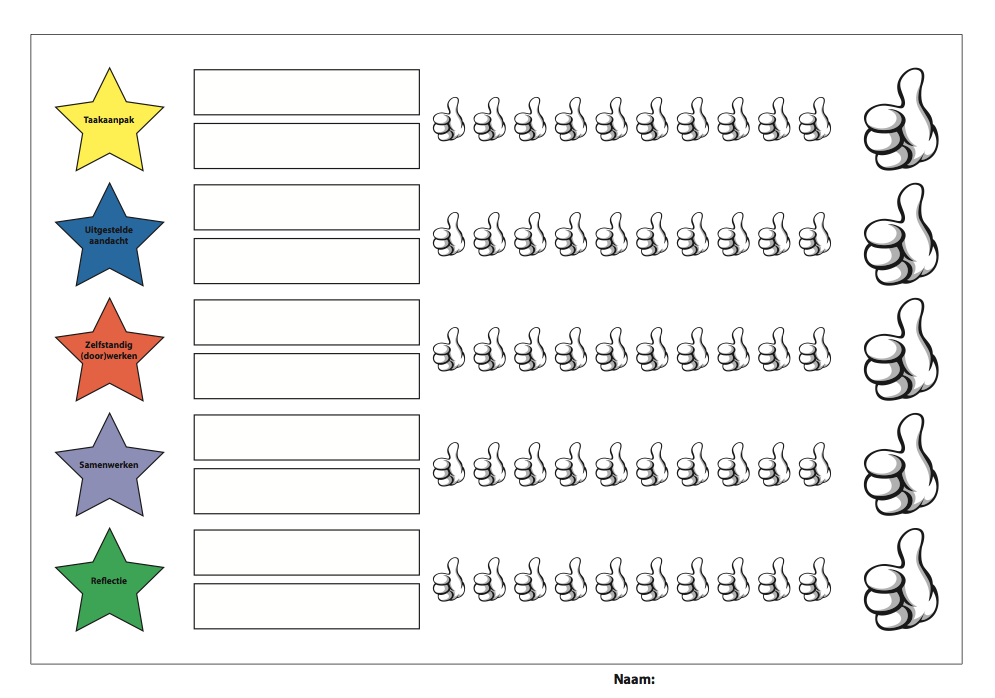 Taakaanpak
Uitgestelde
aandacht
Zelfstandig
(door)werken
Samenwerken
Reflectie
Naam: